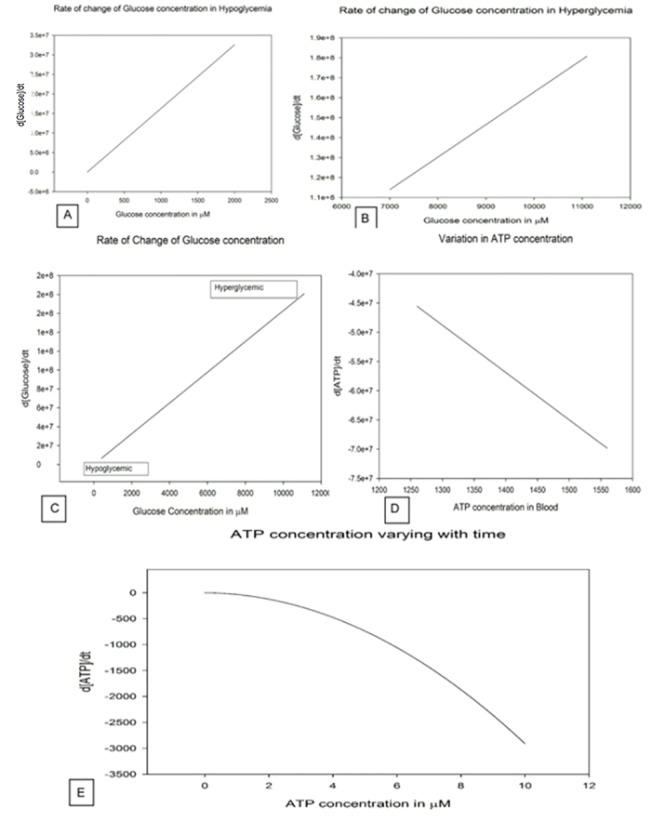 Rate of change of Glucose concentration in Hypoglycemia
3.5e+7
3.0e+7
2.5e+7
2.0e+7
1.5e+7
1.0e+7
5.0e+6
0.0
-5.0e+6
d[Glucose]/dt
0 500 1000 1500 2000 2500
Glucose concentration in µM
A
Rate of change of Glucose concentration in Hyperglycemia
1.9e+8
1.8e+8
1.7e+8
1.6e+8
1.5e+8
1.4e+8
1.3e+8
1.2e+8
1.1e+8
d[Glucose]/dt
6000 7000 8000 9000 10000 11000 12000
Glucose concentration in µM
B
Rate of Change of Glucose concentration
2e+8
2e+8
1e+8
1e+8
1e+8
8e+7
6e+7
4e+7
2e+7
0
d[Glucose]/dt
Hyperglycemic
Hypoglycemic
0 2000 4000 6000 8000 10000 1200
Glucose Concentration in µM
C
Variation in ATP concentration
-4.0e+7
-4.5e+7
-5.0e+7
-5.5e+7
-6.0e+7
-6.5e+7
-7.0e+7
-7.5e+7
d[ATP]/dt
1200 1250 1300 1350 1400 1450 1500 1550 1600
ATP concentration in Blood
D
ATP concentration varying with time
0
-500
-1000
-1500
-2000
-2500
-3000
-3500
d[ATP]/dt
0 2 4 6 8 10 12
ATP concentration in µM
E